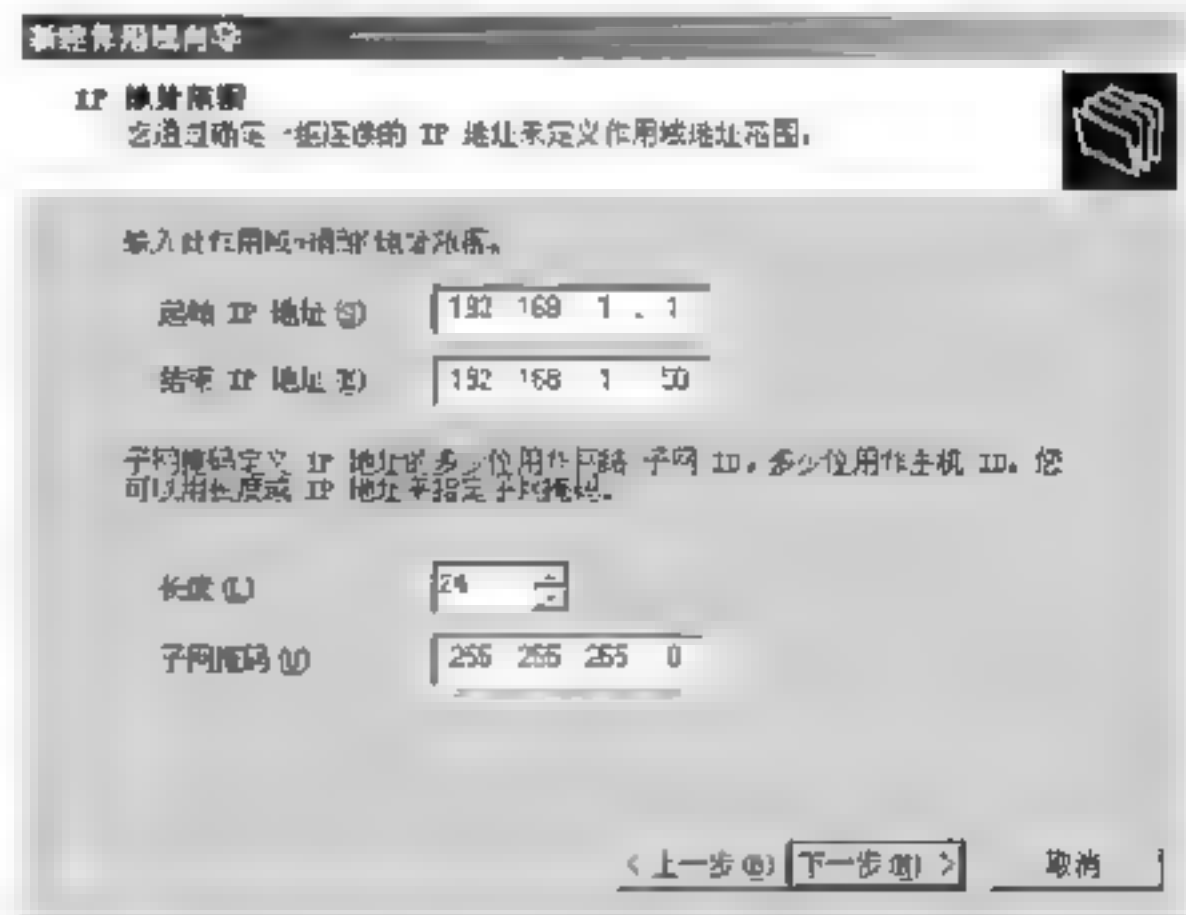 新建作用域向导
IP 地址范围
您通过确定一组连续的 IP 地址来定义作用域地址范围。
输入此作用域分配的地址范围。
起始 IP 地址(S)
192 168 1 . 1
结束 IP 地址(E)
192 168 1 50
子网掩码定义 IP 地址的多少位用作网络/子网 ID，多少位用作主机 ID。您
可以用长度或 IP 地址来指定子网掩码。
长度(L)
24
子网掩码(U)
255 255 255 0
< 上一步(B)
下一步(N) >
取消